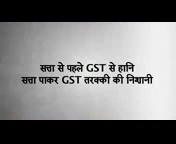 सत्ता से पहले GST से हानि
सत्ता पाकर GST तरक्की की निशानी